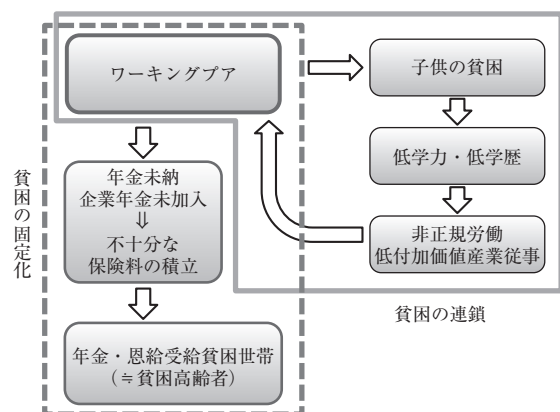 ワーキングプア
子供の貧困
低学力・低学歴
非正規労働
低付加価値産業従事
年金未納
企業年金未加入
⇓
不十分な
保険料の積立
年金・恩給受給貧困世帯
（≒貧困高齢者）
貧困の固定化
貧困の連鎖